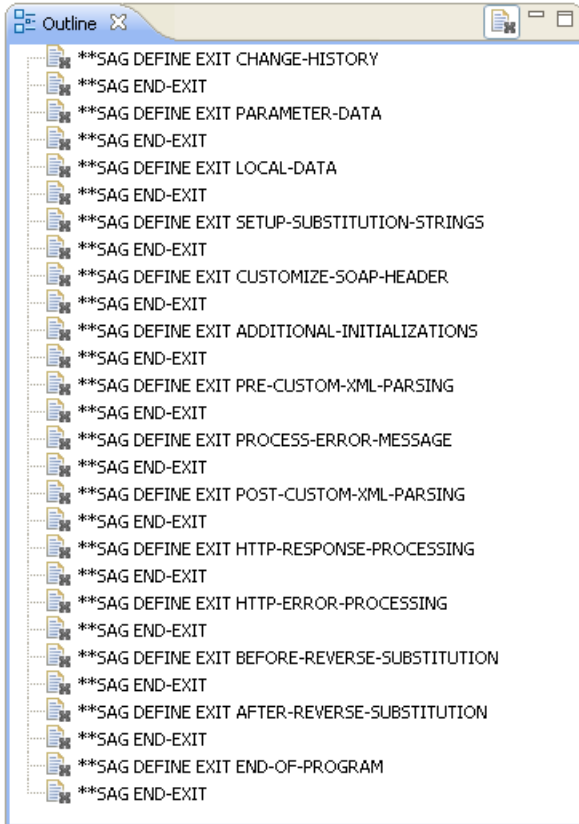 Outline
**SAG DEFINE EXIT CHANGE-HISTORY
**SAG END-EXIT
**SAG DEFINE EXIT PARAMETER-DATA
**SAG END-EXIT
**SAG DEFINE EXIT LOCAL-DATA
**SAG END-EXIT
**SAG DEFINE EXIT SETUP-SUBSTITUTION-STRINGS
**SAG END-EXIT
**SAG DEFINE EXIT CUSTOMIZE-SOAP-HEADER
**SAG END-EXIT
**SAG DEFINE EXIT ADDITIONAL-INITIALIZATIONS
**SAG END-EXIT
**SAG DEFINE EXIT PRE-CUSTOM-XML-PARSING
**SAG END-EXIT
**SAG DEFINE EXIT PROCESS-ERROR-MESSAGE
**SAG END-EXIT
**SAG DEFINE EXIT POST-CUSTOM-XML-PARSING
**SAG END-EXIT
**SAG DEFINE EXIT HTTP-RESPONSE-PROCESSING
**SAG END-EXIT
**SAG DEFINE EXIT HTTP-ERROR-PROCESSING
**SAG END-EXIT
**SAG DEFINE EXIT BEFORE-REVERSE-SUBSTITUTION
**SAG END-EXIT
**SAG DEFINE EXIT AFTER-REVERSE-SUBSTITUTION
**SAG END-EXIT
**SAG DEFINE EXIT END-OF-PROGRAM
**SAG END-EXIT